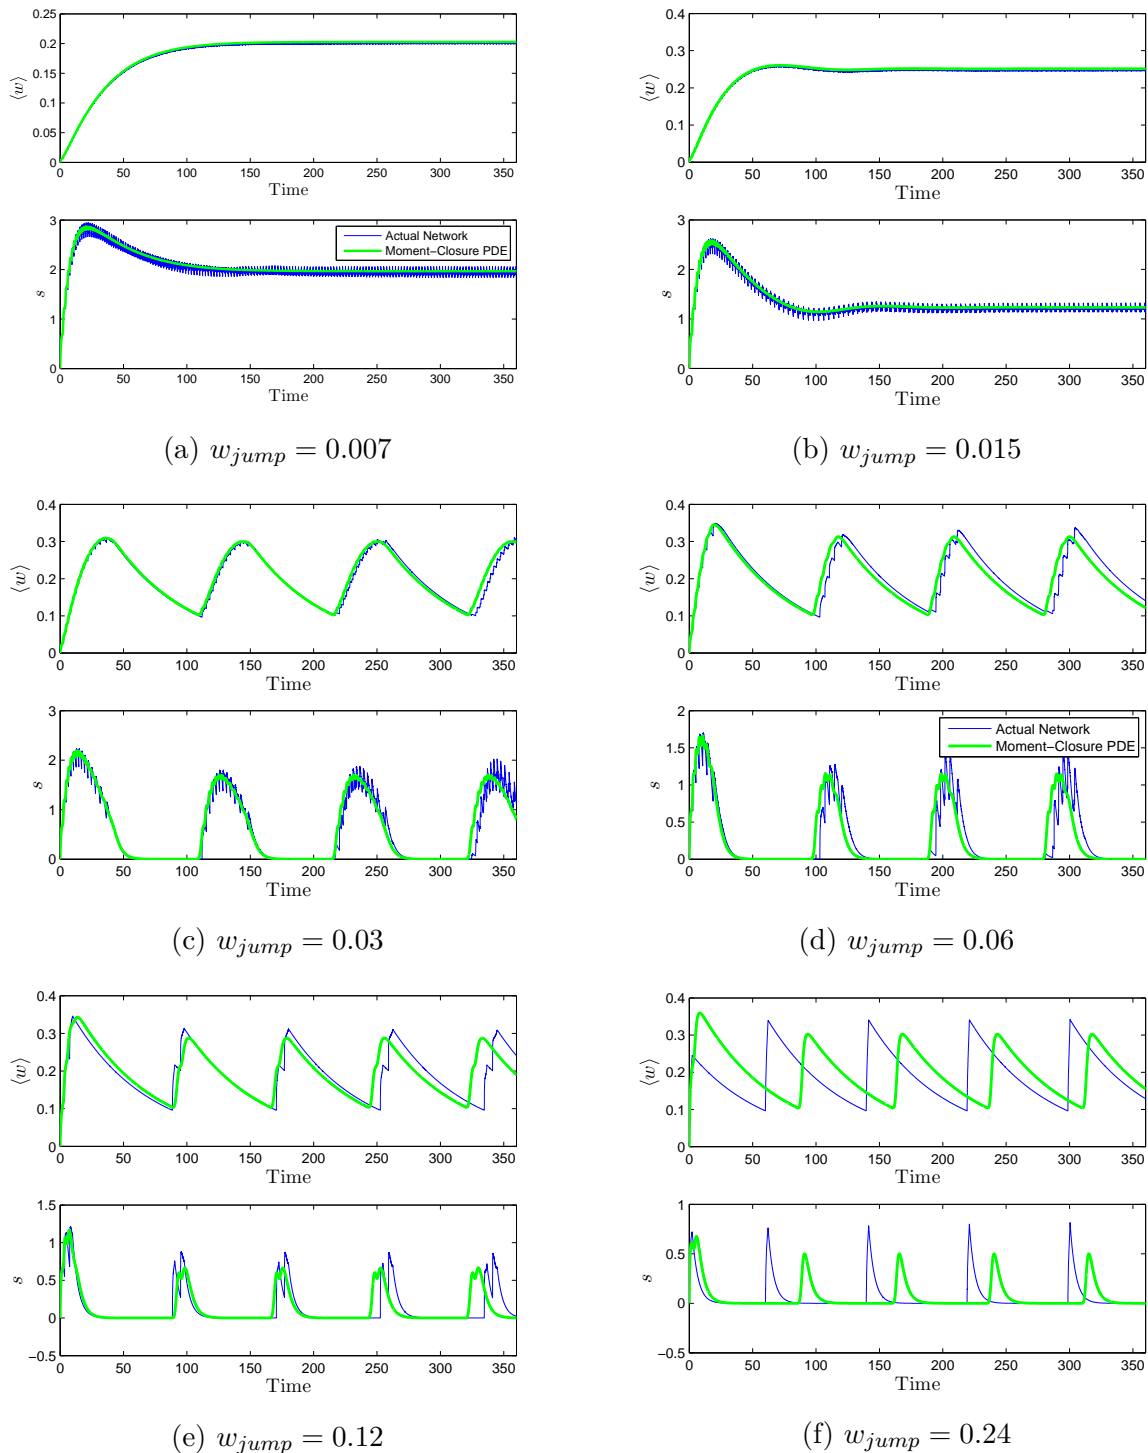 0.25
0.2
0.15
0.1
0.05
0
⟨w⟩
0 50 100 150 200 250 300 350
Time
3
2
1
0
s
Actual Network
Moment−Closure PDE
0 50 100 150 200 250 300 350
Time
(a) w_jump = 0.007
0.4
0.3
0.2
0.1
0
⟨w⟩
0 50 100 150 200 250 300 350
Time
3
2
1
0
s
0 50 100 150 200 250 300 350
Time
(b) w_jump = 0.015
0.4
0.3
0.2
0.1
0
⟨w⟩
0 50 100 150 200 250 300 350
Time
3
2
1
0
s
0 50 100 150 200 250 300 350
Time
(c) w_jump = 0.03
0.4
0.3
0.2
0.1
0
⟨w⟩
0 50 100 150 200 250 300 350
Time
2
1.5
1
0.5
0
s
Actual Network
Moment−Closure PDE
0 50 100 150 200 250 300 350
Time
(d) w_jump = 0.06
0.4
0.3
0.2
0.1
0
⟨w⟩
0 50 100 150 200 250 300 350
Time
1.5
1
0.5
0
−0.5
s
0 50 100 150 200 250 300 350
Time
(e) w_jump = 0.12
0.4
0.3
0.2
0.1
0
⟨w⟩
0 50 100 150 200 250 300 350
Time
1
0.5
0
−0.5
s
0 50 100 150 200 250 300 350
Time
(f) w_jump = 0.24